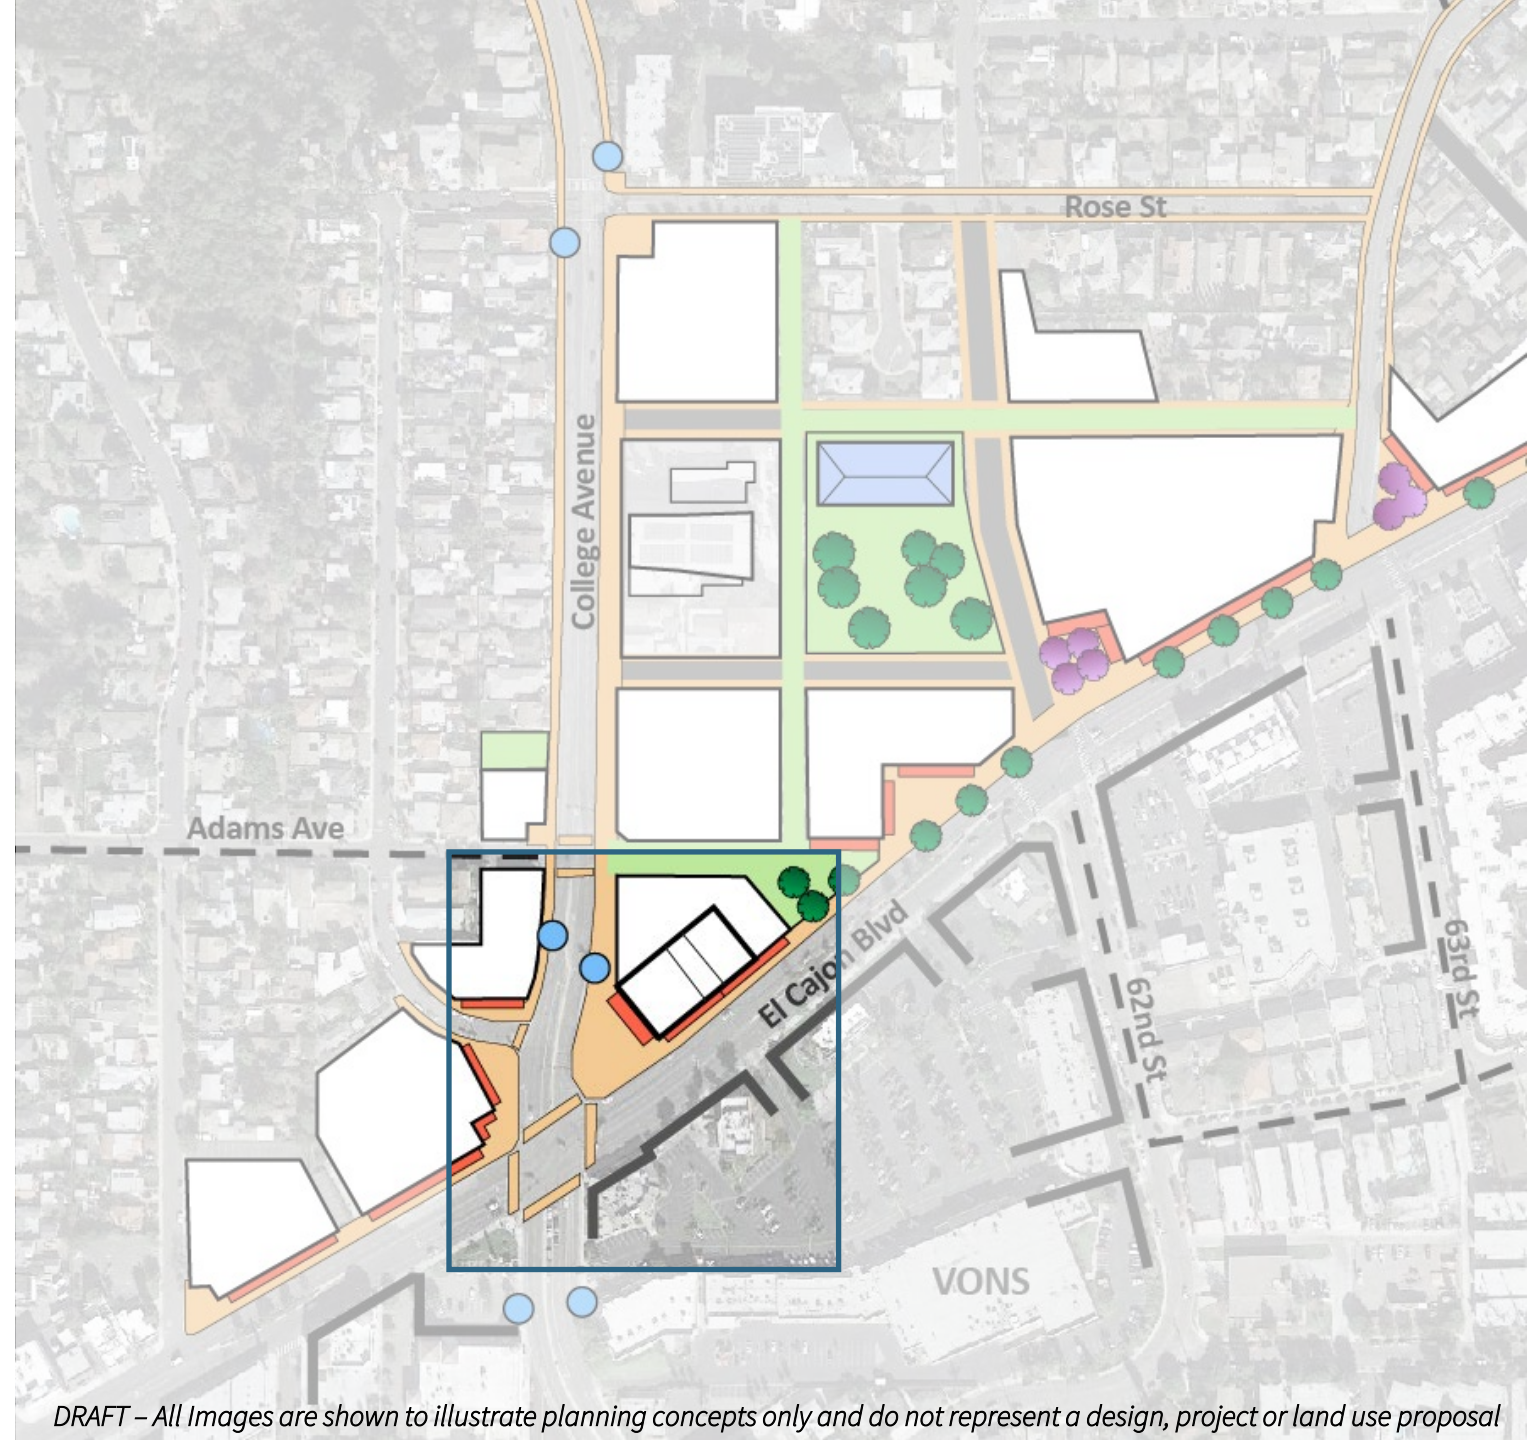 Rose St
College Avenue
Adams Ave
El Cajon Blvd
62nd St
63rd St
VONS
DRAFT – All Images are shown to illustrate planning concepts only and do not represent a design, project or land use proposal